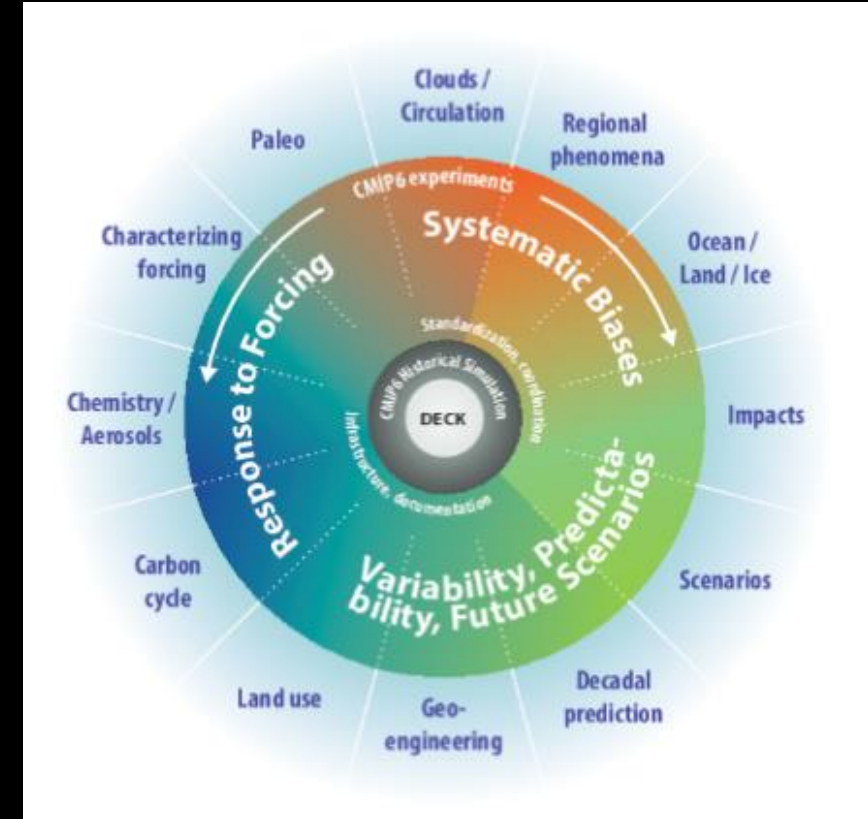 Clouds /
Circulation
Regional
phenomena
Ocean /
Land / Ice
Impacts
Scenarios
Decadal
prediction
Geo-
engineering
Land use
Carbon
cycle
Chemistry /
Aerosols
Characterizing
forcing
Paleo
CMIP6 experiments
Systematic Biases
Variability, Predicta-
bility, Future Scenarios
Response to Forcing
Standardization, coordination
Infrastructure, documentation
CMIP6 Historical Simulation
DECK